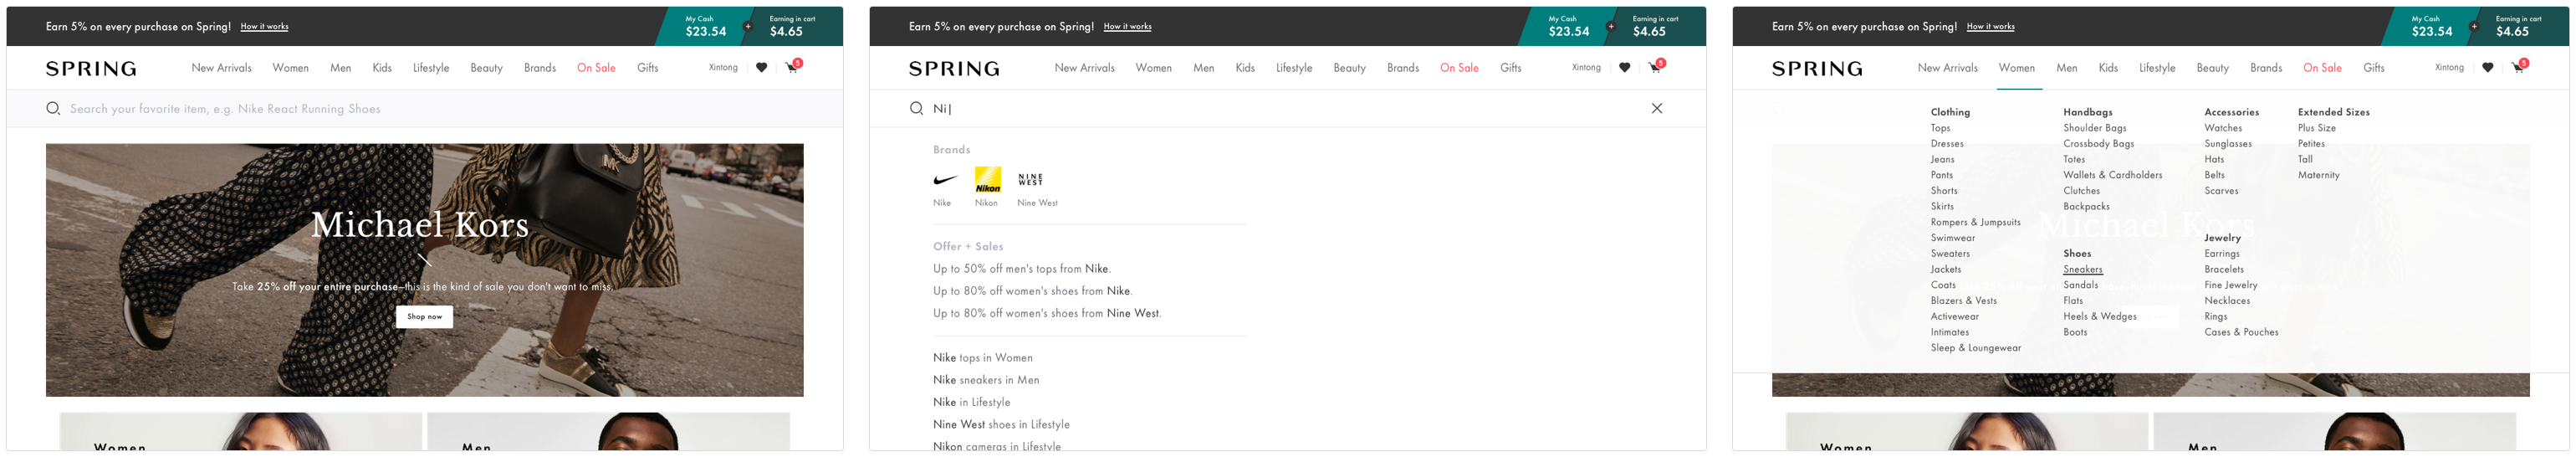 Earn 5% on every purchase on Spring! How it works
My Cash
$23.54
+
Earning in cart
$4.65
SPRING New Arrivals Women Men Kids Lifestyle Beauty Brands On Sale Gifts Xintong 5
Search your favorite item, e.g. Nike React Running Shoes
Michael Kors
Take 25% off your entire purchase—this is the kind of sale you don't want to miss.
Shop now
Women Men
Earn 5% on every purchase on Spring! How it works
My Cash
$23.54
+
Earning in cart
$4.65
SPRING New Arrivals Women Men Kids Lifestyle Beauty Brands On Sale Gifts Xintong 5
Ni
Brands
Nikon
NINE
WEST
Nike Nikon Nine West
Offer + Sales
Up to 50% off men's tops from Nike.
Up to 80% off women's shoes from Nike.
Up to 80% off women's shoes from Nine West.
Nike tops in Women
Nike sneakers in Men
Nike in Lifestyle
Nine West shoes in Lifestyle
Nikon cameras in Lifestyle
Earn 5% on every purchase on Spring! How it works
My Cash
$23.54
+
Earning in cart
$4.65
SPRING New Arrivals Women Men Kids Lifestyle Beauty Brands On Sale Gifts Xintong 5
Clothing
Tops
Dresses
Jeans
Pants
Shorts
Skirts
Rompers & Jumpsuits
Swimwear
Sweaters
Jackets
Coats
Blazers & Vests
Activewear
Intimates
Sleep & Loungewear
Handbags
Shoulder Bags
Crossbody Bags
Totes
Wallets & Cardholders
Clutches
Backpacks
Shoes
Sneakers
Sandals
Flats
Heels & Wedges
Boots
Accessories
Watches
Sunglasses
Hats
Belts
Scarves
Jewelry
Earrings
Bracelets
Fine Jewelry
Necklaces
Rings
Cases & Pouches
Extended Sizes
Plus Size
Petites
Tall
Maternity
Michael Kors
Women Men